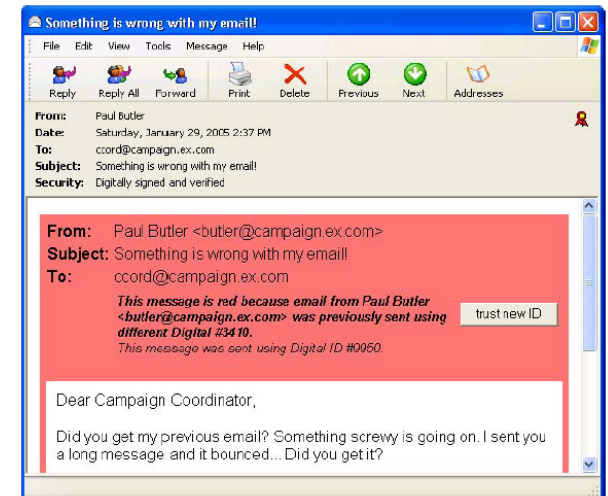 Something is wrong with my email!
File Edit View Tools Message Help
Reply Reply All Forward Print Delete Previous Next Addresses
From: Paul Butler
Date: Saturday, January 29, 2005 2:37 PM
To: ccord@campaign.ex.com
Subject: Something is wrong with my email!
Security: Digitally signed and verified
From: Paul Butler <butler@campaign.ex.com>
Subject: Something is wrong with my email!
To: ccord@campaign.ex.com
This message is red because email from Paul Butler
<butler@campaign.ex.com> was previously sent using
different Digital #3410.
This message was sent using Digital ID #9950.
trust new ID
Dear Campaign Coordinator,
Did you get my previous email? Something screwy is going on. I sent you
a long message and it bounced... Did you get it?